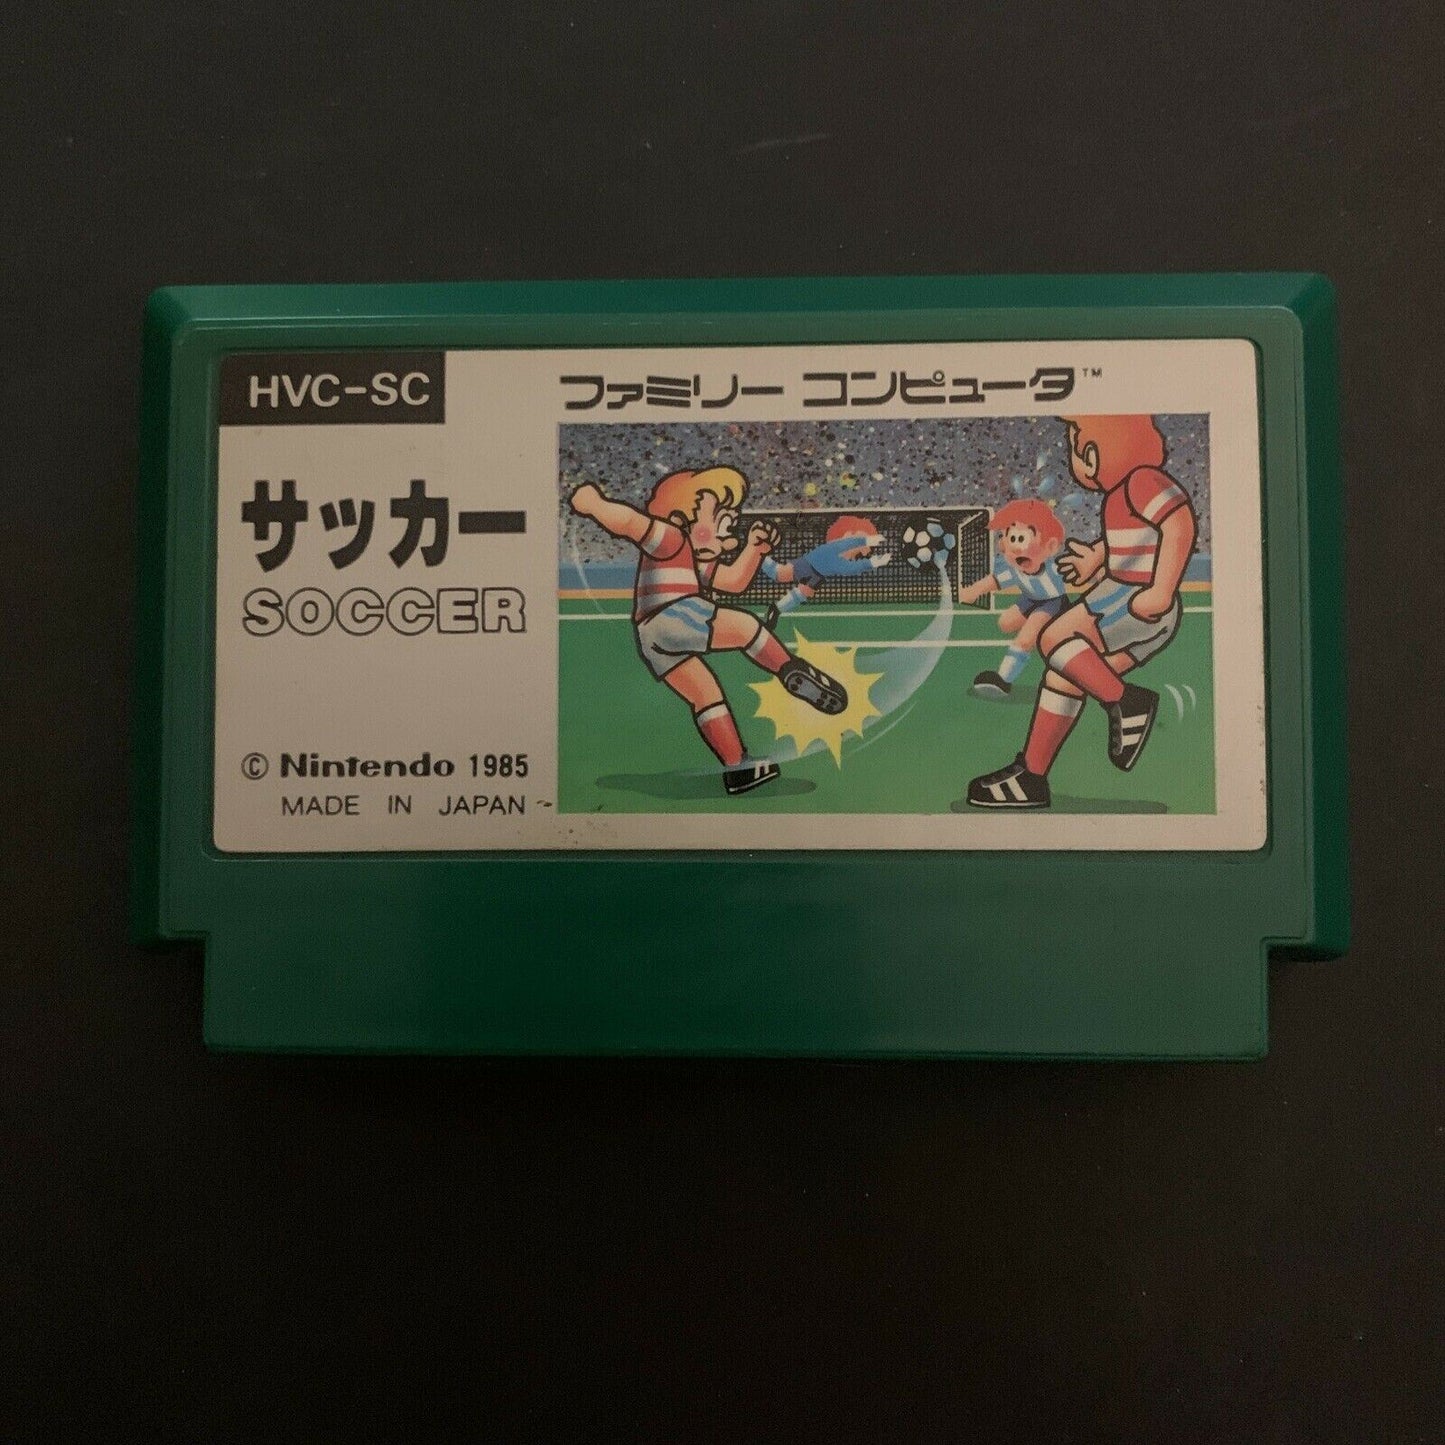 HVC-SC
ファミリー コンピュータ™
サッカー
SOCCER
© Nintendo 1985
MADE IN JAPAN